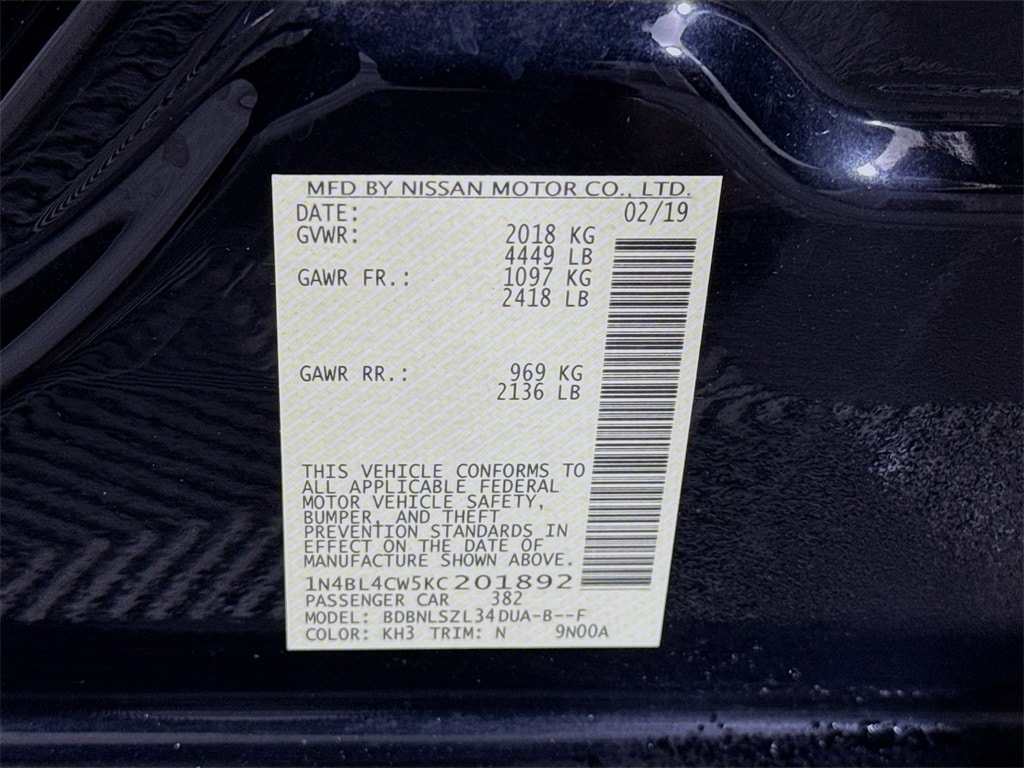 MFD BY NISSAN MOTOR CO., LTD.
DATE: 02/19
GVWR: 2018 KG
4449 LB
GAWR FR.: 1097 KG
2418 LB
GAWR RR.: 969 KG
2136 LB
THIS VEHICLE CONFORMS TO
ALL APPLICABLE FEDERAL
MOTOR VEHICLE SAFETY,
BUMPER, AND THEFT
PREVENTION STANDARDS IN
EFFECT ON THE DATE OF
MANUFACTURE SHOWN ABOVE.
1N4BL4CW5KC201892
PASSENGER CAR 382
MODEL: BDBNLSZL34DUA-B--F
COLOR: KH3 TRIM: N 9N00A